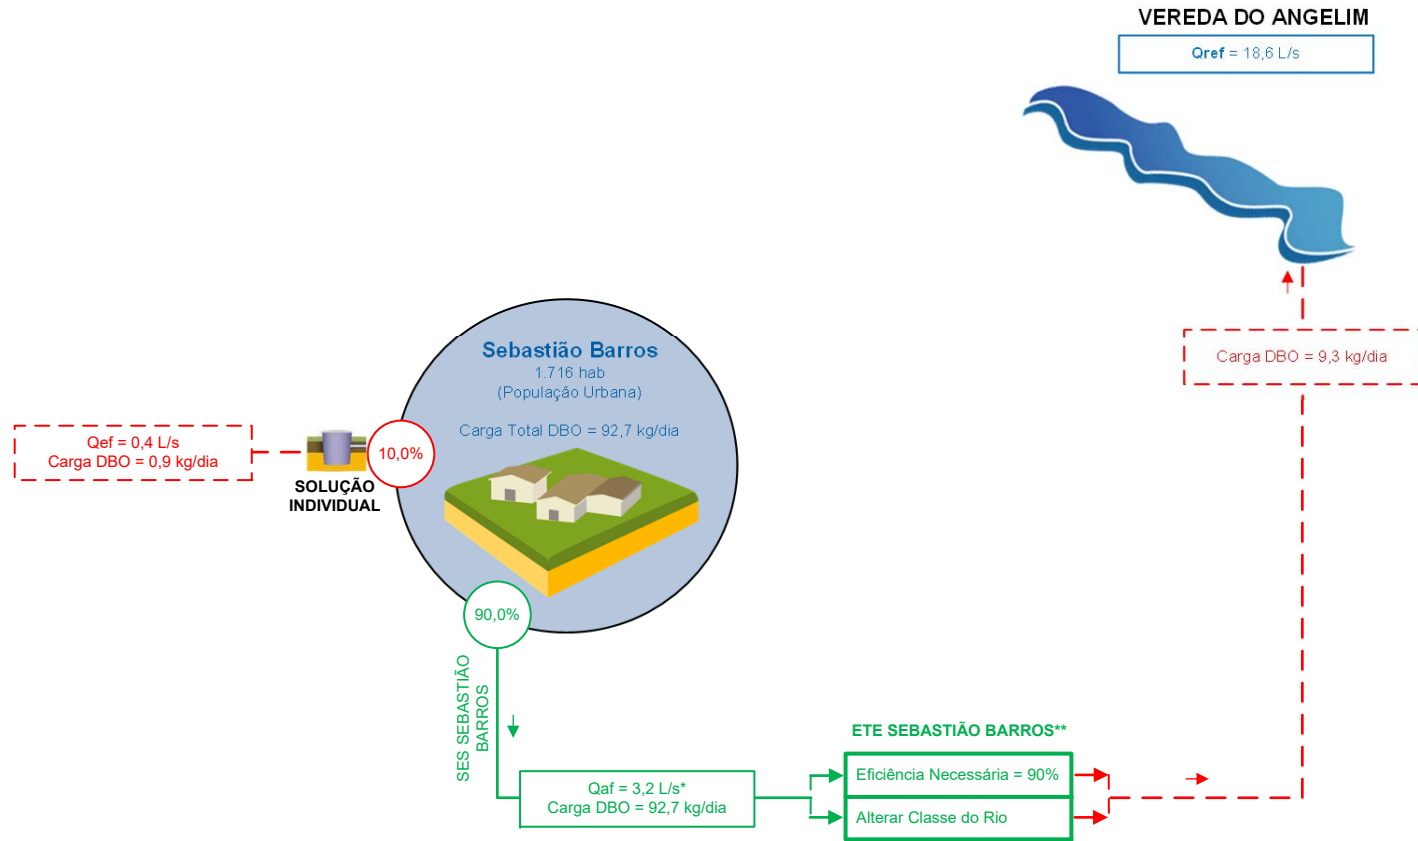 VEREDA DO ANGELIM
Qref = 18,6 L/s
Carga DBO = 9,3 kg/dia
Sebastião Barros
1.716 hab
(População Urbana)
Carga Total DBO = 92,7 kg/dia
Qef = 0,4 L/s
Carga DBO = 0,9 kg/dia
10,0%
SOLUÇÃO
INDIVIDUAL
90,0%
SES SEBASTIÃO
BARROS
Qaf = 3,2 L/s*
Carga DBO = 92,7 kg/dia
ETE SEBASTIÃO BARROS**
Eficiência Necessária = 90%
Alterar Classe do Rio